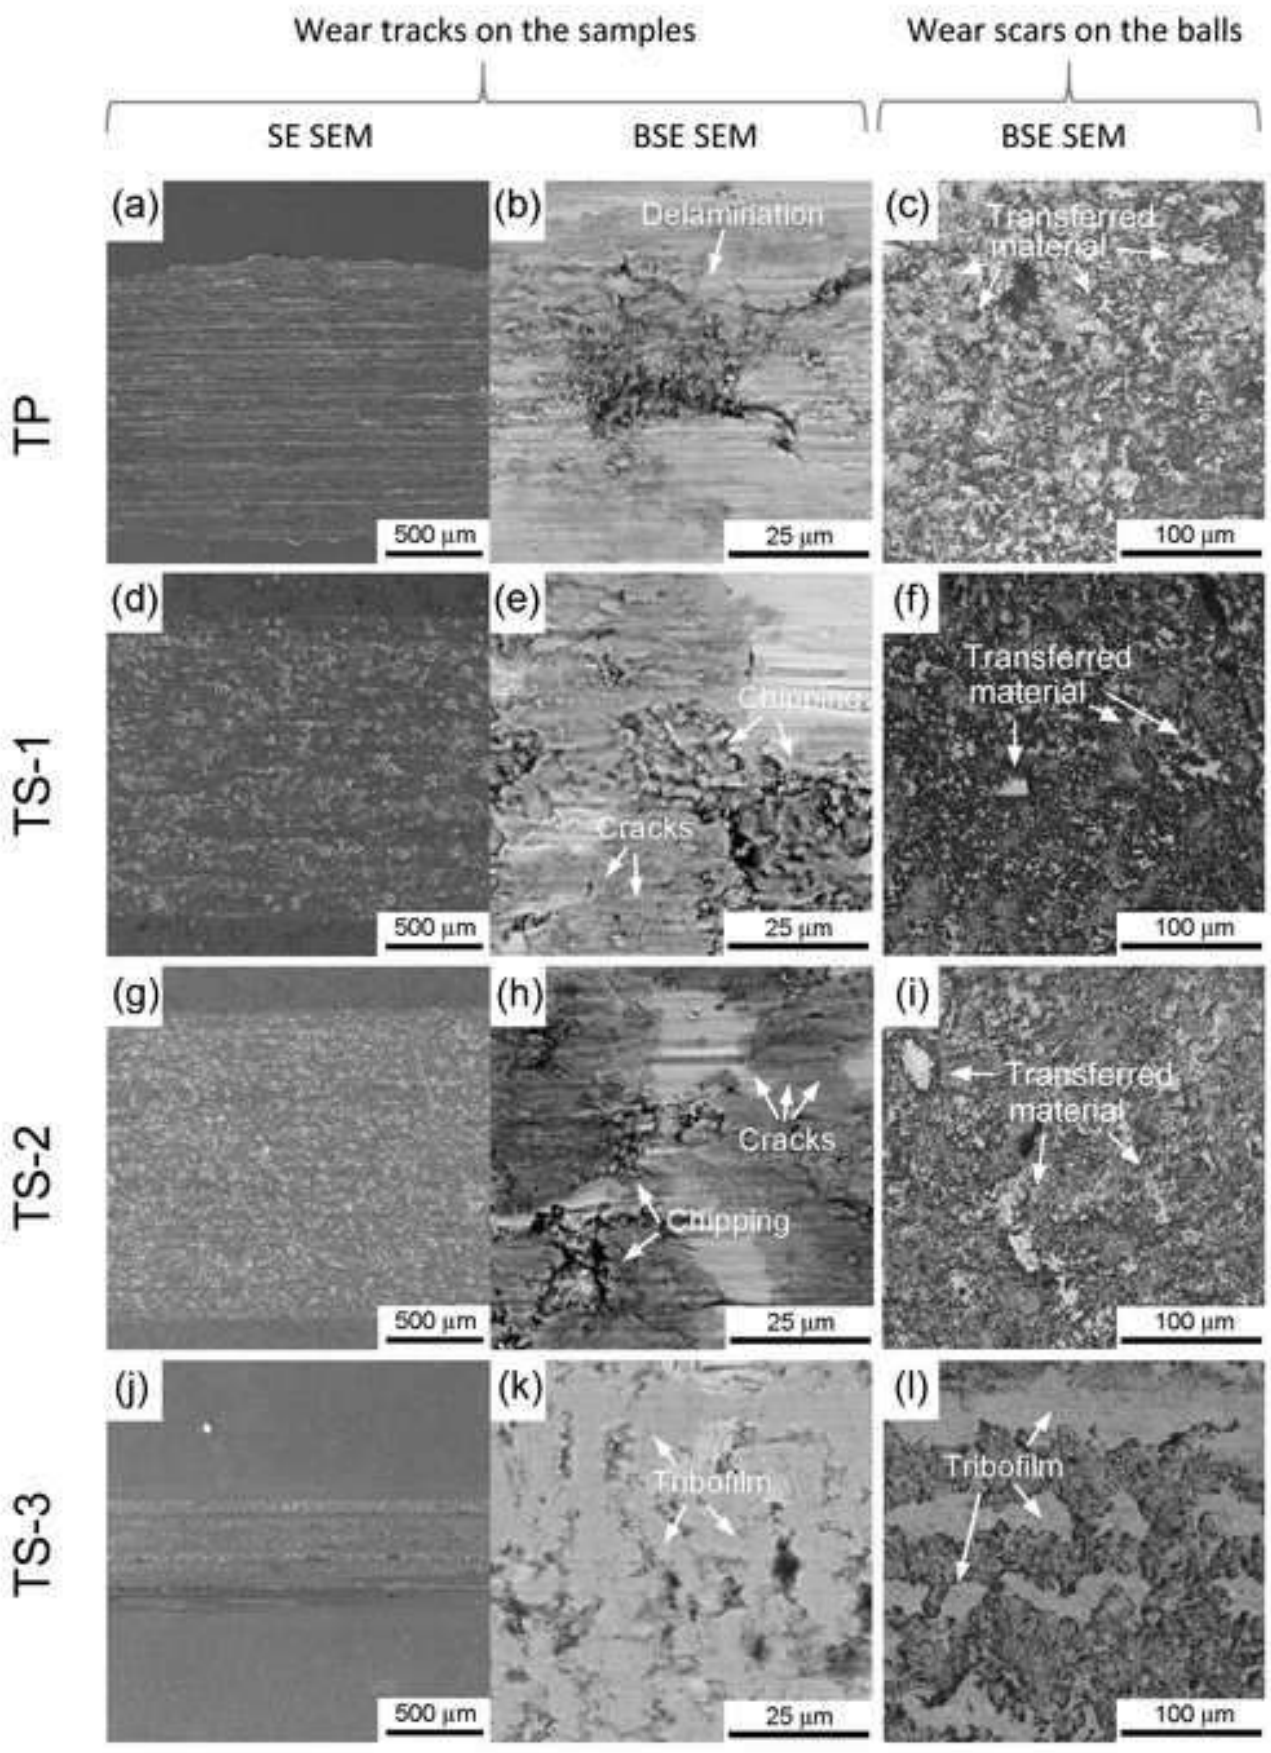 Wear tracks on the samples
Wear scars on the balls
SE SEM
BSE SEM
BSE SEM
TP
(a)
500 μm
(b)
Delamination
25 μm
(c)
Transferred
material
100 μm
TS-1
(d)
500 μm
(e)
Chipping
Cracks
25 μm
(f)
Transferred
material
100 μm
TS-2
(g)
500 μm
(h)
Cracks
Chipping
25 μm
(i)
Transferred
material
100 μm
TS-3
(j)
500 μm
(k)
Tribofilm
25 μm
(l)
Tribofilm
100 μm